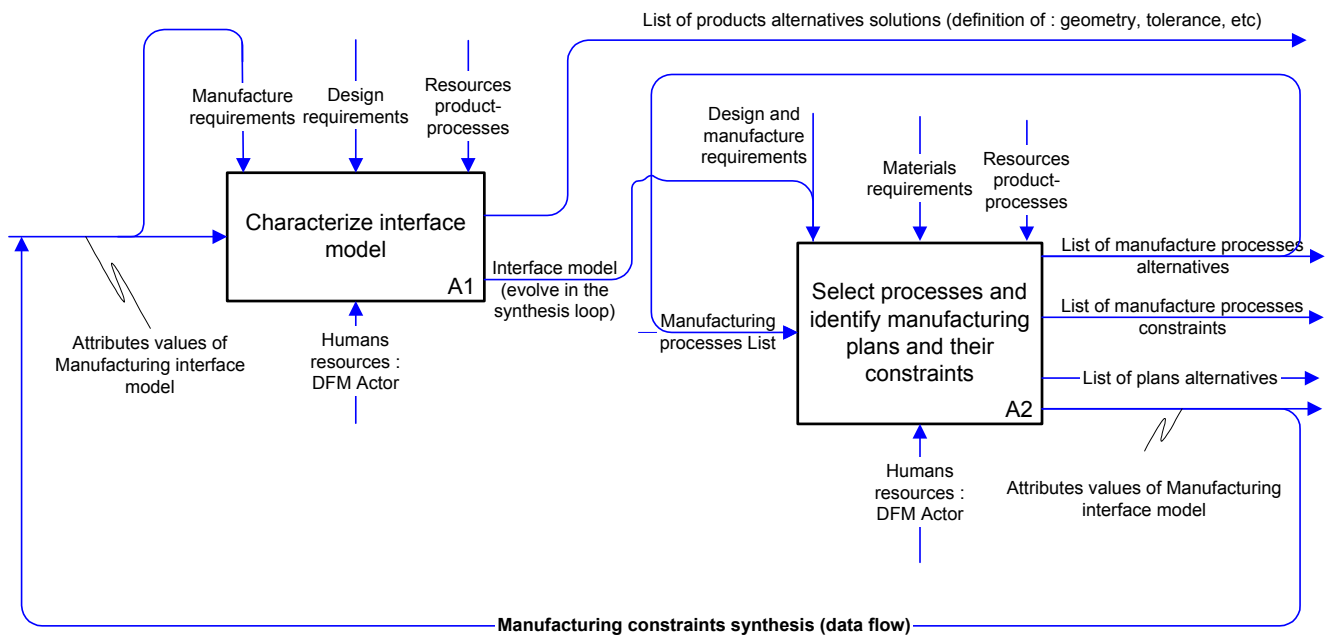 List of products alternatives solutions (definition of : geometry, tolerance, etc)
Manufacture
requirements
Design
requirements
Resources
product-
processes
Characterize interface
model
A1
Attributes values of
Manufacturing interface
model
Humans
resources :
DFM Actor
Interface model
(evolve in the
synthesis loop)
Design and
manufacture
requirements
Materials
requirements
Resources
product-
processes
Manufacturing
processes List
Select processes and
identify manufacturing
plans and their
constraints
A2
List of manufacture processes
alternatives
List of manufacture processes
constraints
List of plans alternatives
Humans
resources :
DFM Actor
Attributes values of Manufacturing
interface model
Manufacturing constraints synthesis (data flow)